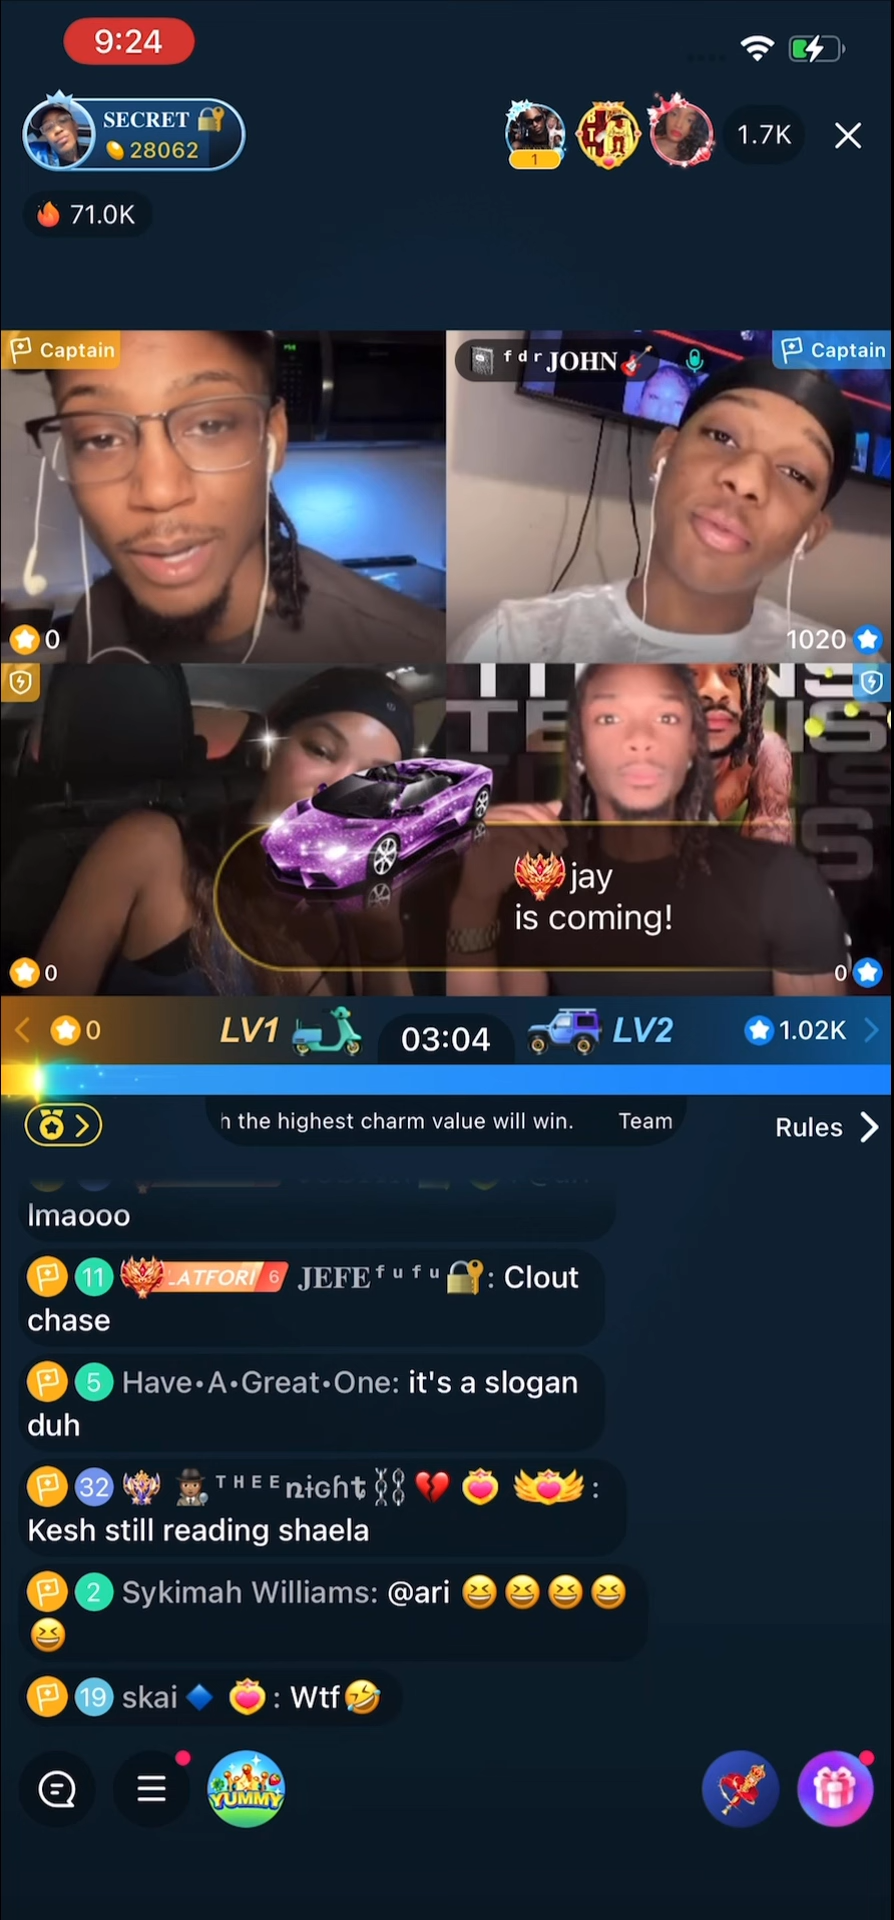 9:24
SECRET 🔐
28062
1
1.7K
71.0K
Captain
ᶠ ᵈ ʳ JOHN🎸
Captain
0
1020
jay
is coming!
0
0
0
LV1
03:04
LV2
1.02K
h the highest charm value will win. Team
Rules
lmaooo
11 LATFORI 6 JEFE ᶠ ᵘ ᶠ ᵘ 🔐: Clout
chase
5 Have•A•Great•One: it's a slogan
duh
32 🕵🏽‍♂️ ᵀ ᴴ ᴱ ᴱ night⛓💔 :
Kesh still reading shaela
2 Sykimah Williams: @ari 😆😆😆😆
😆
19 skai🔹 : Wtf🤣
YUMMY